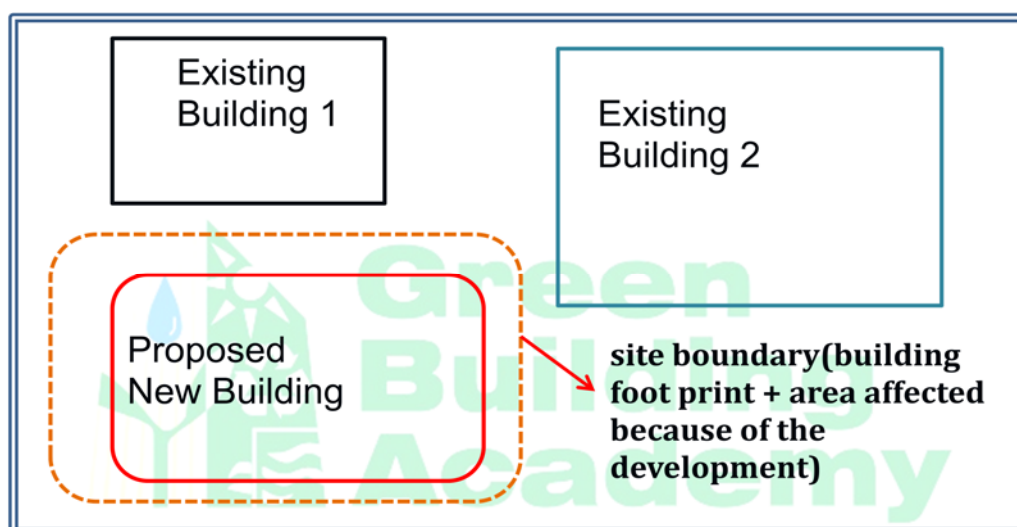 Existing
Building 1
Existing
Building 2
Proposed
New Building
site boundary(building
foot print + area affected
because of the
development)
Green
Building
Academy